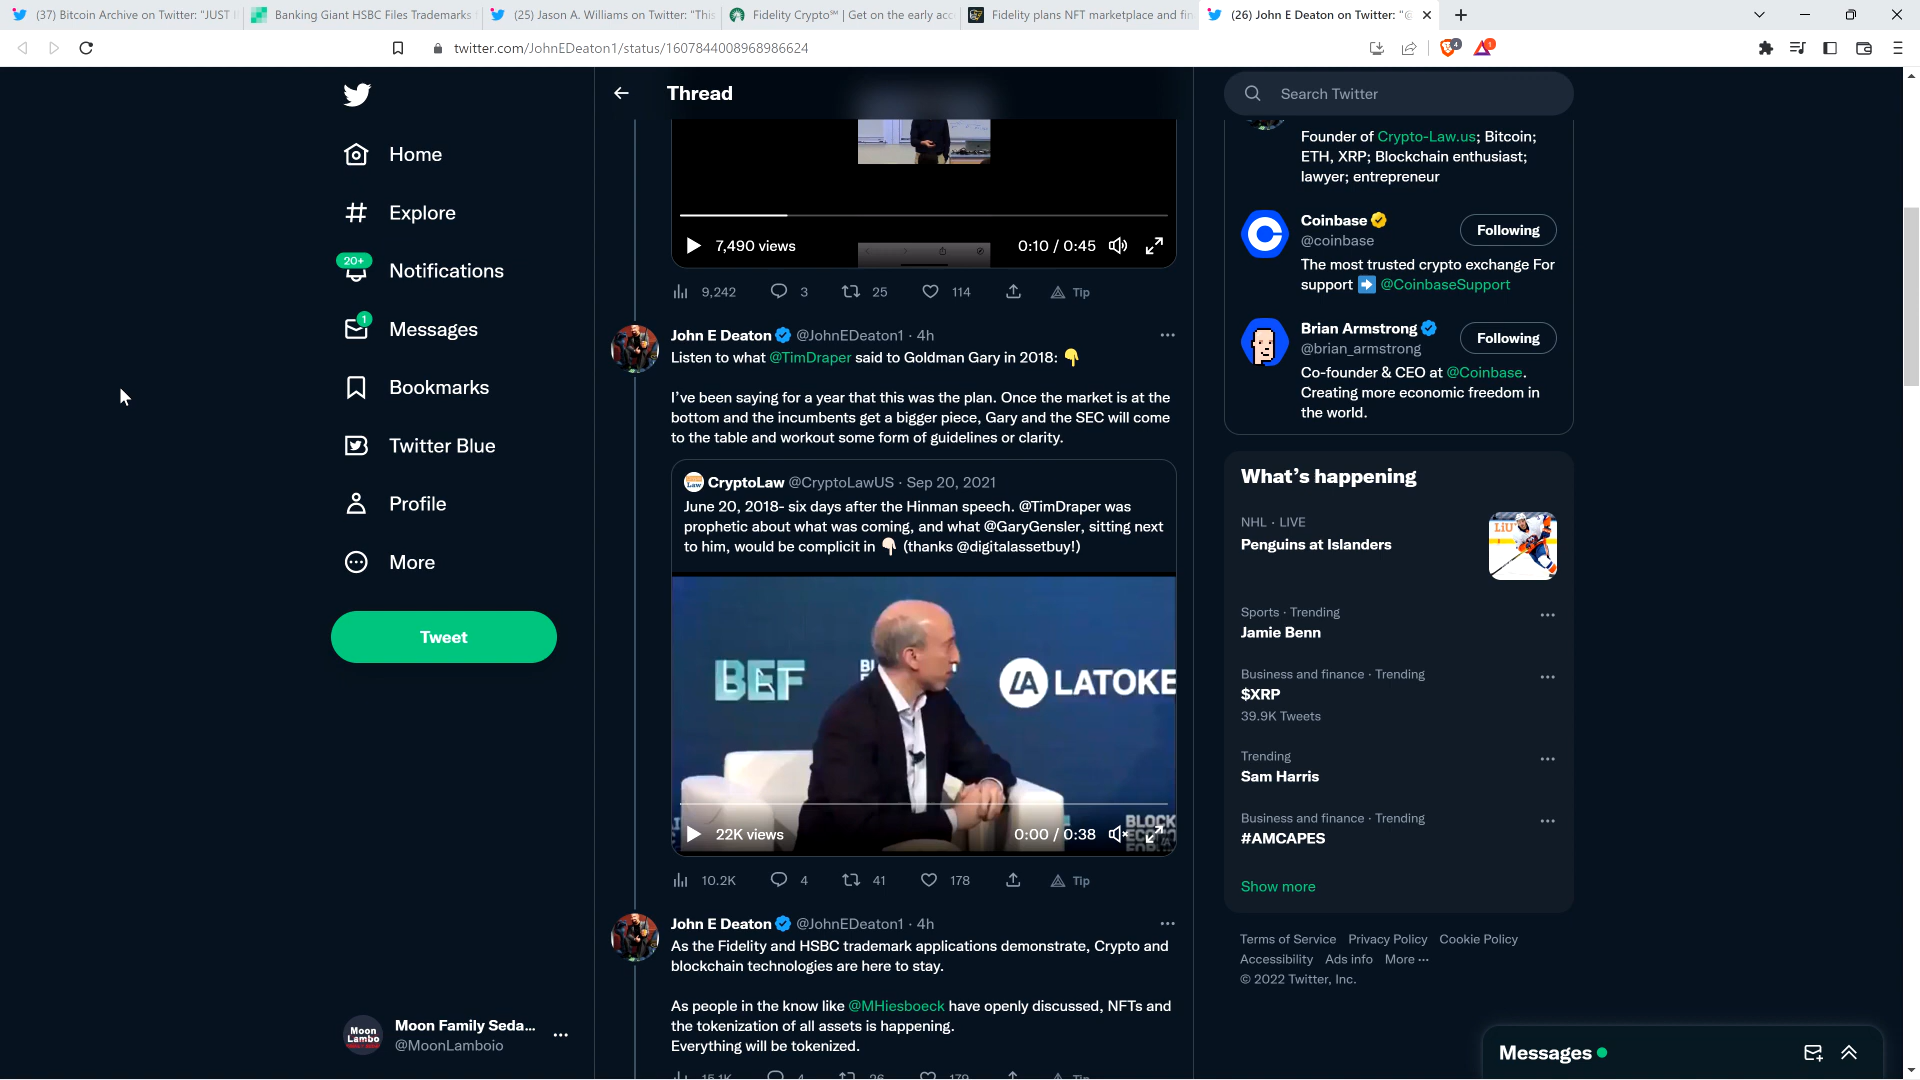 (37) Bitcoin Archive on Twitter: "JUST I
Banking Giant HSBC Files Trademarks
(25) Jason A. Williams on Twitter: "This
Fidelity Crypto℠ | Get on the early acc
Fidelity plans NFT marketplace and fin
(26) John E Deaton on Twitter: "@
twitter.com/JohnEDeaton1/status/1607844008968986624
4
1
Thread
Search Twitter
Home
Explore
20+
Notifications
1
Messages
Bookmarks
Twitter Blue
Profile
More
Tweet
Moon Lambo
Moon Family Seda...
@MoonLamboio
7,490 views
0:10 / 0:45
9,242
3
25
114
Tip
John E Deaton @JohnEDeaton1 · 4h
Listen to what @TimDraper said to Goldman Gary in 2018: 👇
I've been saying for a year that this was the plan. Once the market is at the
bottom and the incumbents get a bigger piece, Gary and the SEC will come
to the table and workout some form of guidelines or clarity.
CryptoLaw @CryptoLawUS · Sep 20, 2021
June 20, 2018- six days after the Hinman speech. @TimDraper was
prophetic about what was coming, and what @GaryGensler, sitting next
to him, would be complicit in 👇 (thanks @digitalassetbuy!)
BEF
LATOKE
BLOCK
22K views
0:00 / 0:38
10.2K
4
41
178
Tip
John E Deaton @JohnEDeaton1 · 4h
As the Fidelity and HSBC trademark applications demonstrate, Crypto and
blockchain technologies are here to stay.
As people in the know like @MHiesboeck have openly discussed, NFTs and
the tokenization of all assets is happening.
Everything will be tokenized.
15.1K
4
26
179
Tip
Founder of Crypto-Law.us; Bitcoin;
ETH, XRP; Blockchain enthusiast;
lawyer; entrepreneur
Coinbase
@coinbase
Following
The most trusted crypto exchange For
support ➡️ @CoinbaseSupport
Brian Armstrong
@brian_armstrong
Following
Co-founder & CEO at @Coinbase.
Creating more economic freedom in
the world.
What's happening
NHL · LIVE
Penguins at Islanders
Sports · Trending
Jamie Benn
Business and finance · Trending
$XRP
39.9K Tweets
Trending
Sam Harris
Business and finance · Trending
#AMCAPES
Show more
Terms of Service Privacy Policy Cookie Policy
Accessibility Ads info More ···
© 2022 Twitter, Inc.
Messages